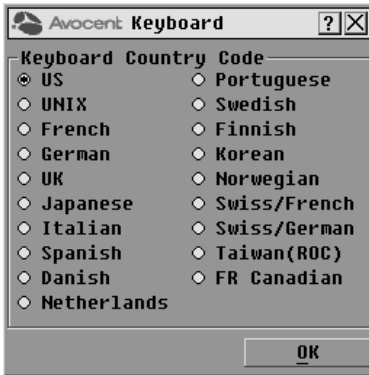 Avocent Keyboard ? X
Keyboard Country Code
US
UNIX
French
German
UK
Japanese
Italian
Spanish
Danish
Netherlands
Portuguese
Swedish
Finnish
Korean
Norwegian
Swiss/French
Swiss/German
Taiwan(ROC)
FR Canadian
OK